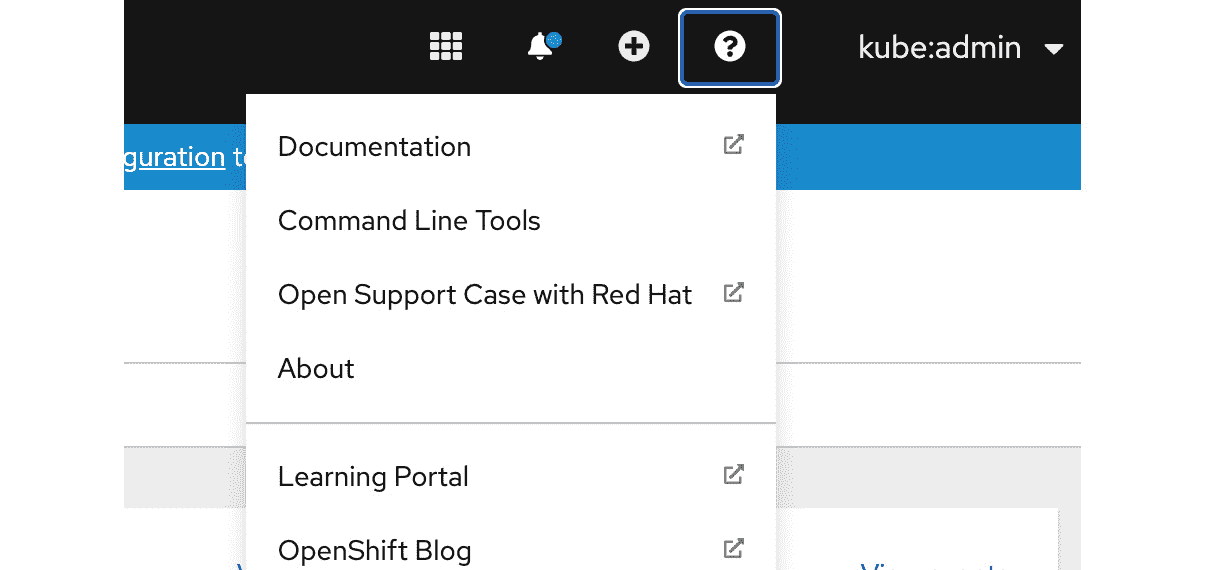 kube:admin
guration
Documentation
Command Line Tools
Open Support Case with Red Hat
About
Learning Portal
OpenShift Blog